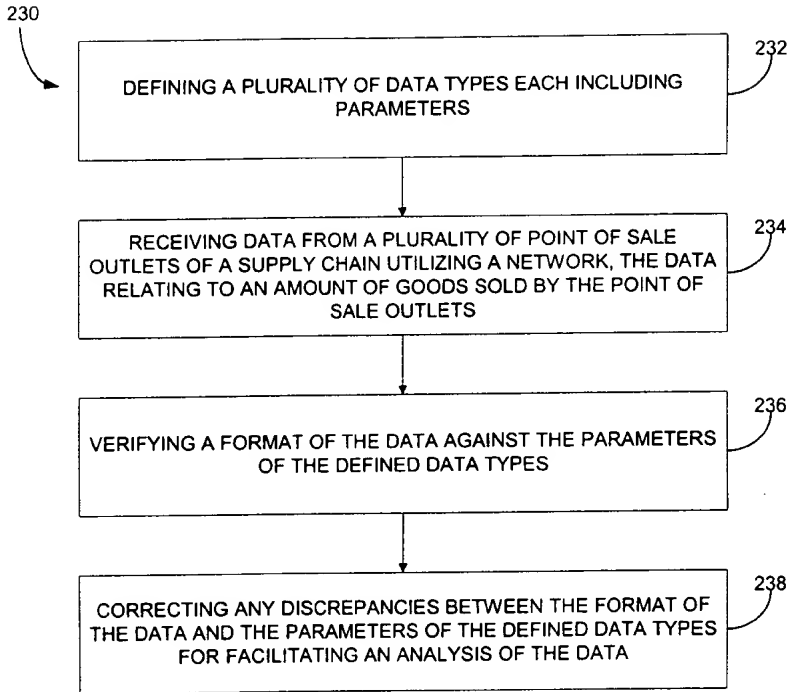 230
232
DEFINING A PLURALITY OF DATA TYPES EACH INCLUDING
PARAMETERS
234
RECEIVING DATA FROM A PLURALITY OF POINT OF SALE
OUTLETS OF A SUPPLY CHAIN UTILIZING A NETWORK, THE DATA
RELATING TO AN AMOUNT OF GOODS SOLD BY THE POINT OF
SALE OUTLETS
236
VERIFYING A FORMAT OF THE DATA AGAINST THE PARAMETERS
OF THE DEFINED DATA TYPES
238
CORRECTING ANY DISCREPANCIES BETWEEN THE FORMAT OF
THE DATA AND THE PARAMETERS OF THE DEFINED DATA TYPES
FOR FACILITATING AN ANALYSIS OF THE DATA